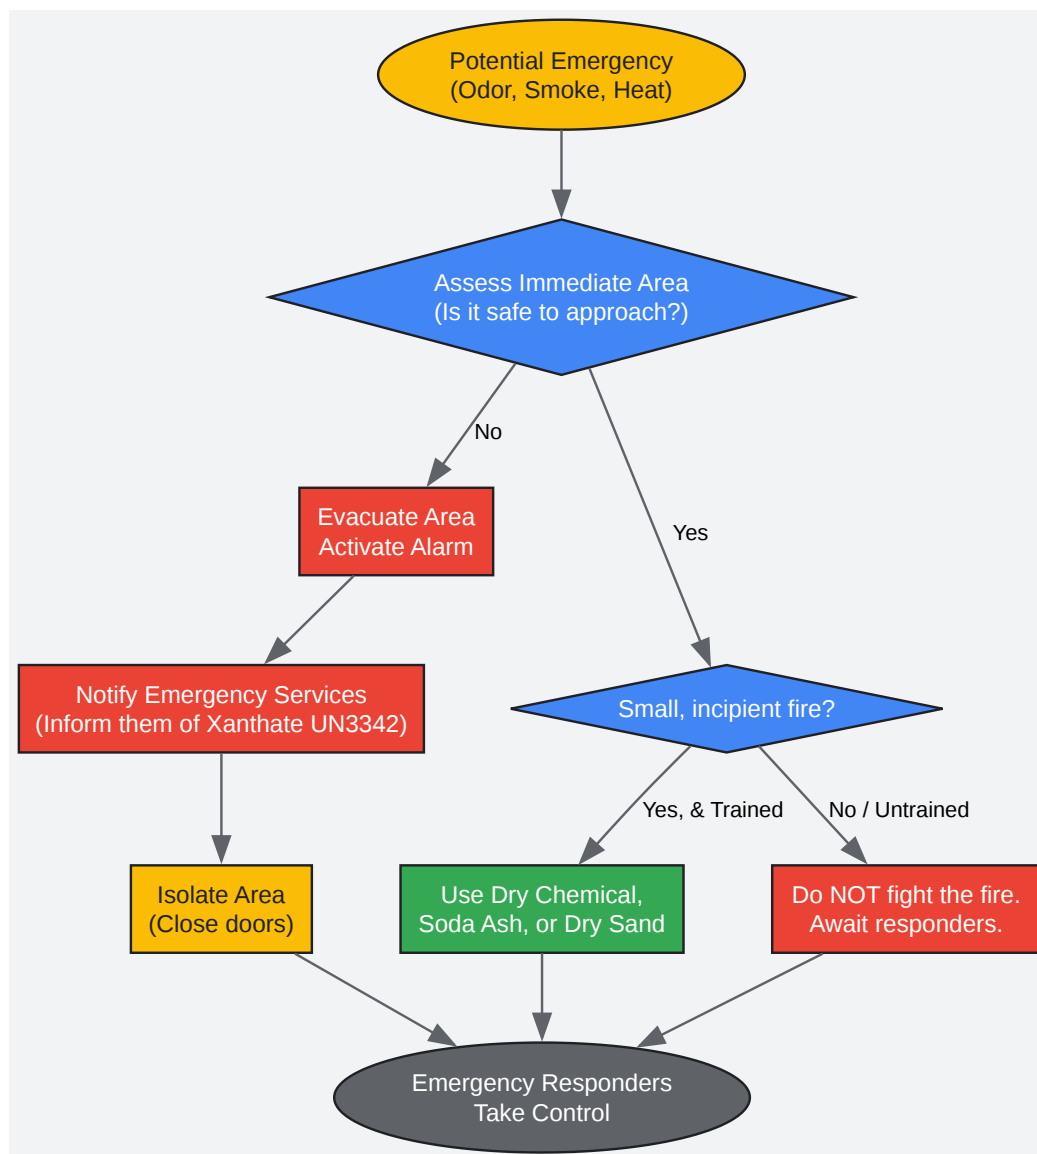 Potential Emergency
(Odor, Smoke, Heat)
Assess Immediate Area
(Is it safe to approach?)
No
Yes
Evacuate Area
Activate Alarm
Notify Emergency Services
(Inform them of Xanthate UN3342)
Small, incipient fire?
Yes, & Trained
No / Untrained
Isolate Area
(Close doors)
Use Dry Chemical,
Soda Ash, or Dry Sand
Do NOT fight the fire.
Await responders.
Emergency Responders
Take Control